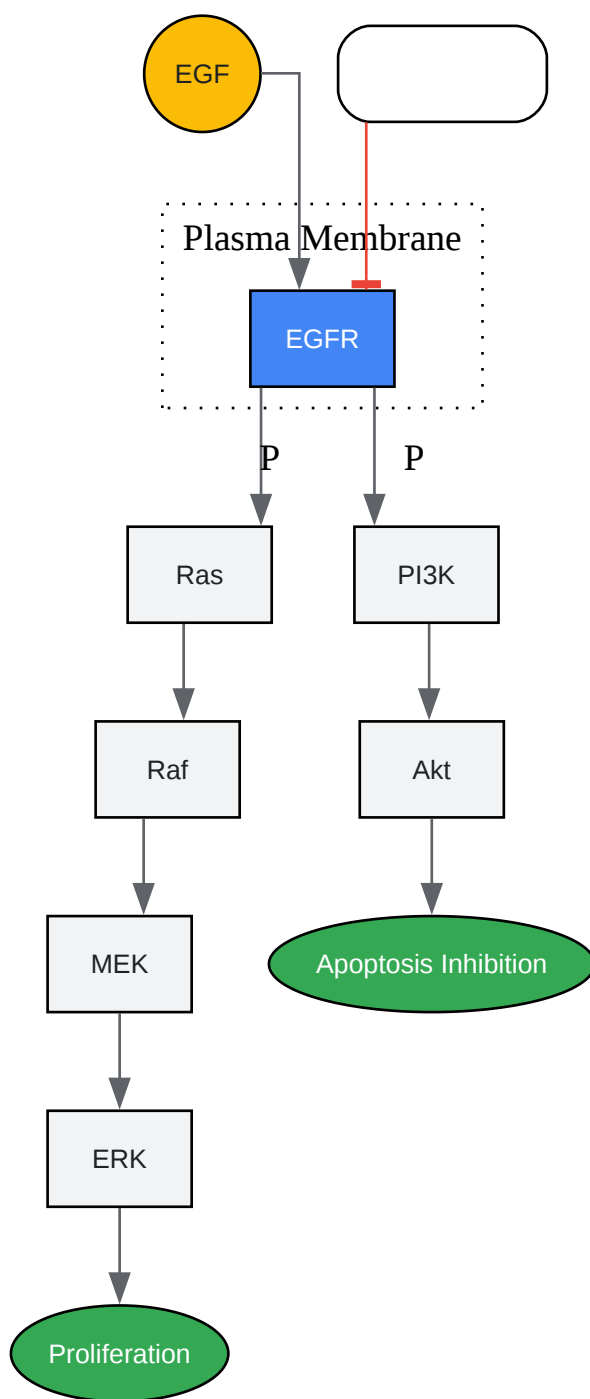 EGF
Plasma Membrane
EGFR
P
P
Ras
PI3K
Raf
Akt
MEK
Apoptosis Inhibition
ERK
Proliferation